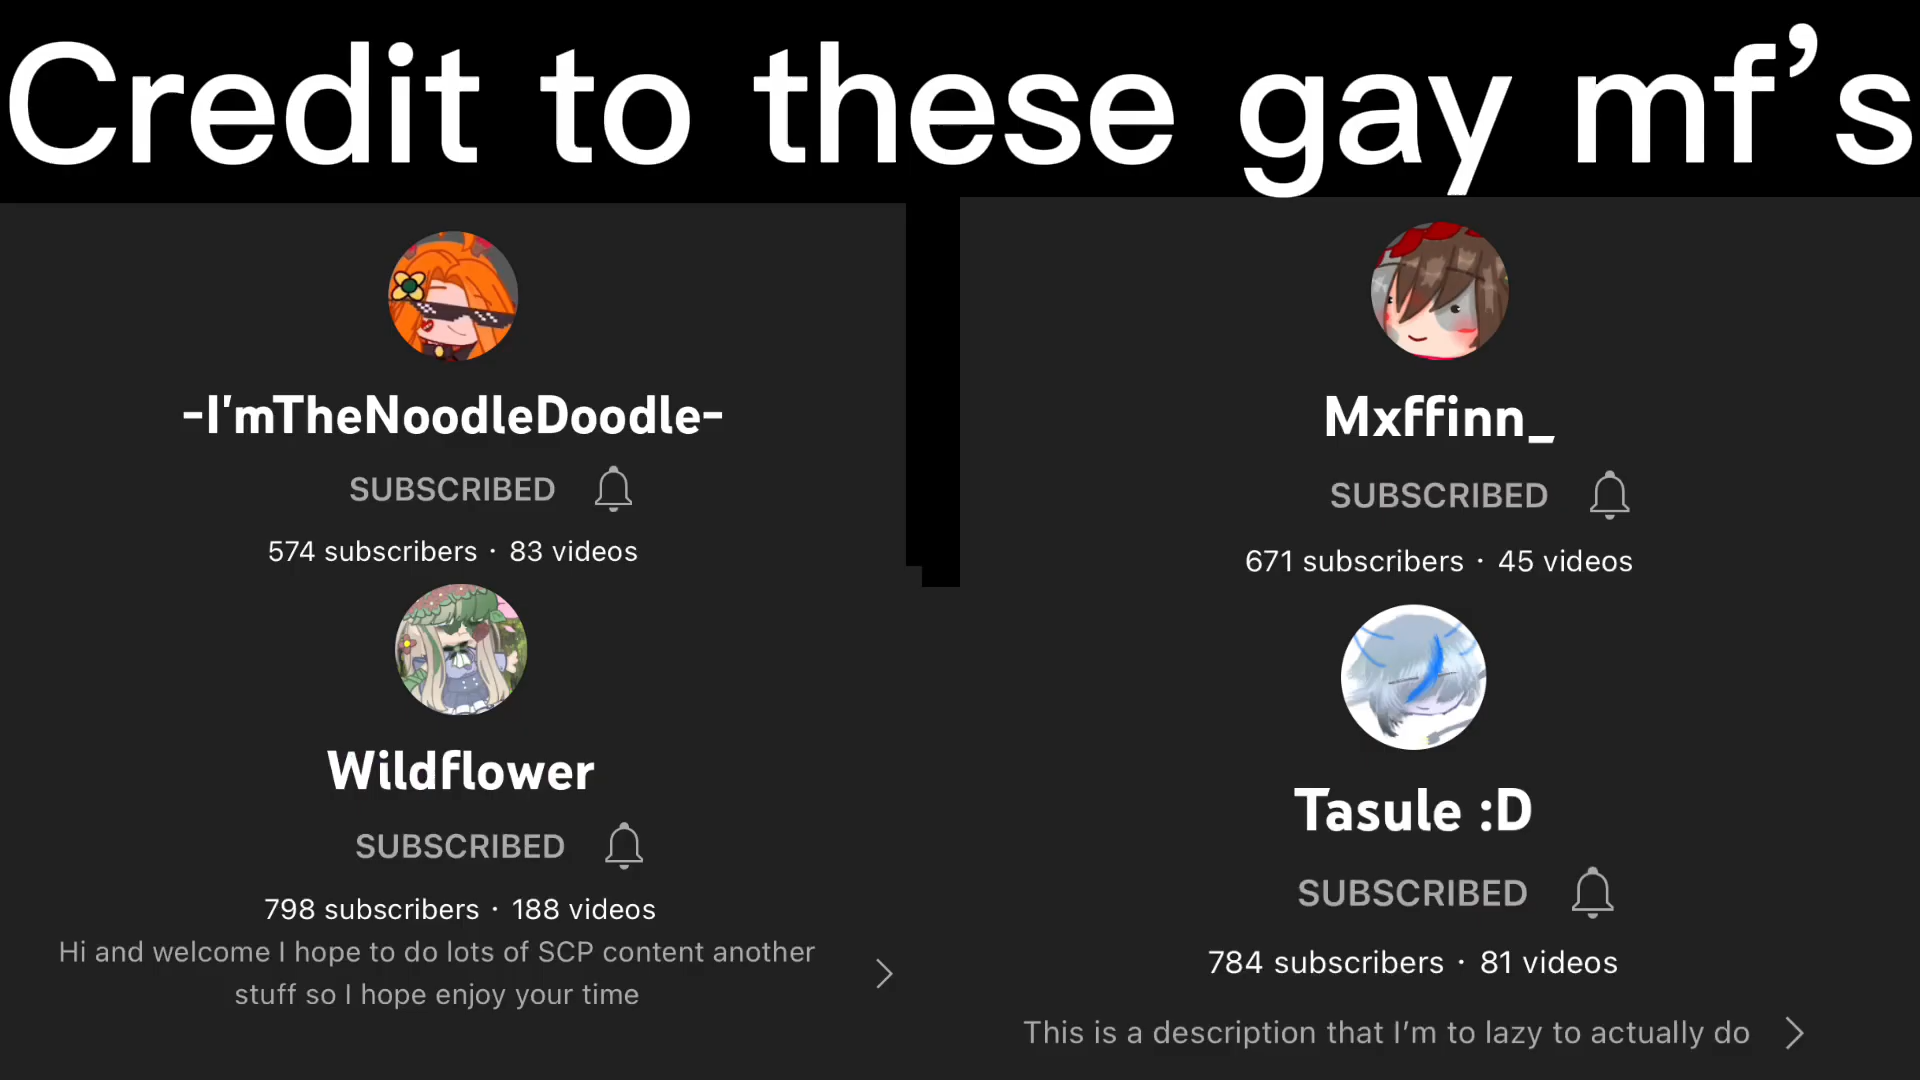 Credit to these gay mf’s
-I'mTheNoodleDoodle-
SUBSCRIBED
574 subscribers · 83 videos
Mxffinn_
SUBSCRIBED
671 subscribers · 45 videos
Wildflower
SUBSCRIBED
798 subscribers · 188 videos
Hi and welcome I hope to do lots of SCP content another
stuff so I hope enjoy your time
Tasule :D
SUBSCRIBED
784 subscribers · 81 videos
This is a description that I’m to lazy to actually do